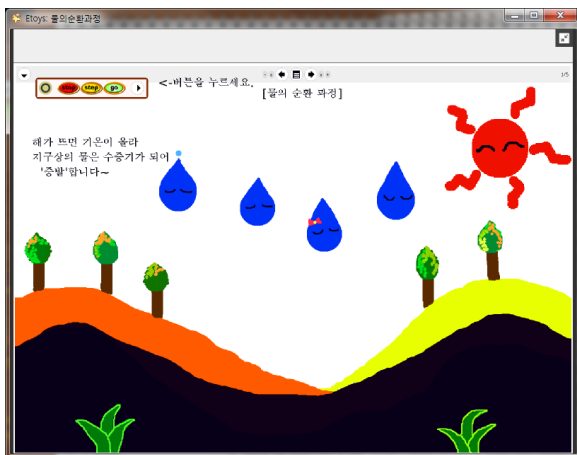 Etoys: 물의순환과정
stop step go
<-버튼을 누르세요.
1/5
[물의 순환 과정]
해가 뜨면 기온이 올라
지구상의 물은 수증기가 되어
'증발'합니다~